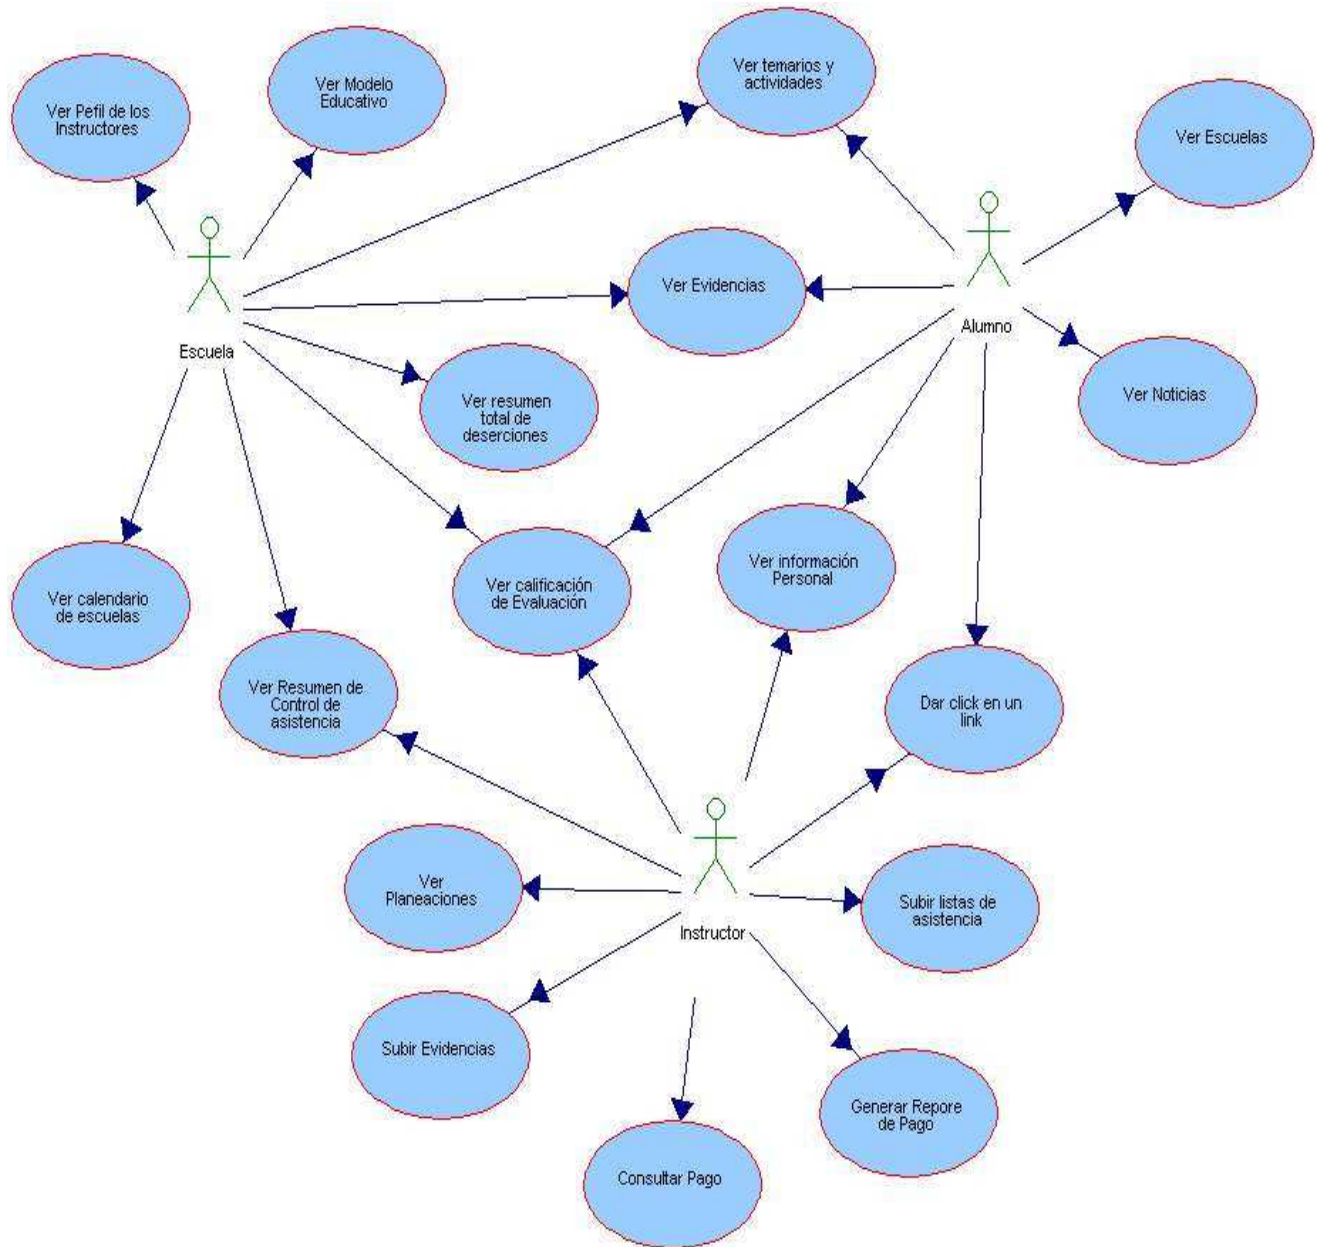 Ver temarios y
actividades
Ver Modelo
Educativo
Ver Pefil de los
Instructores
Ver Escuelas
Ver Evidencias
Alumno
Escuela
Ver Noticias
Ver resumen
total de
deserciones
Ver información
Personal
Ver calificación
de Evaluación
Ver calendario
de escuelas
Ver Resumen de
Control de
asistencia
Dar click en un
link
Ver
Planeaciones
Subir listas de
asistencia
Instructor
Subir Evidencias
Generar Repore
de Pago
Consultar Pago